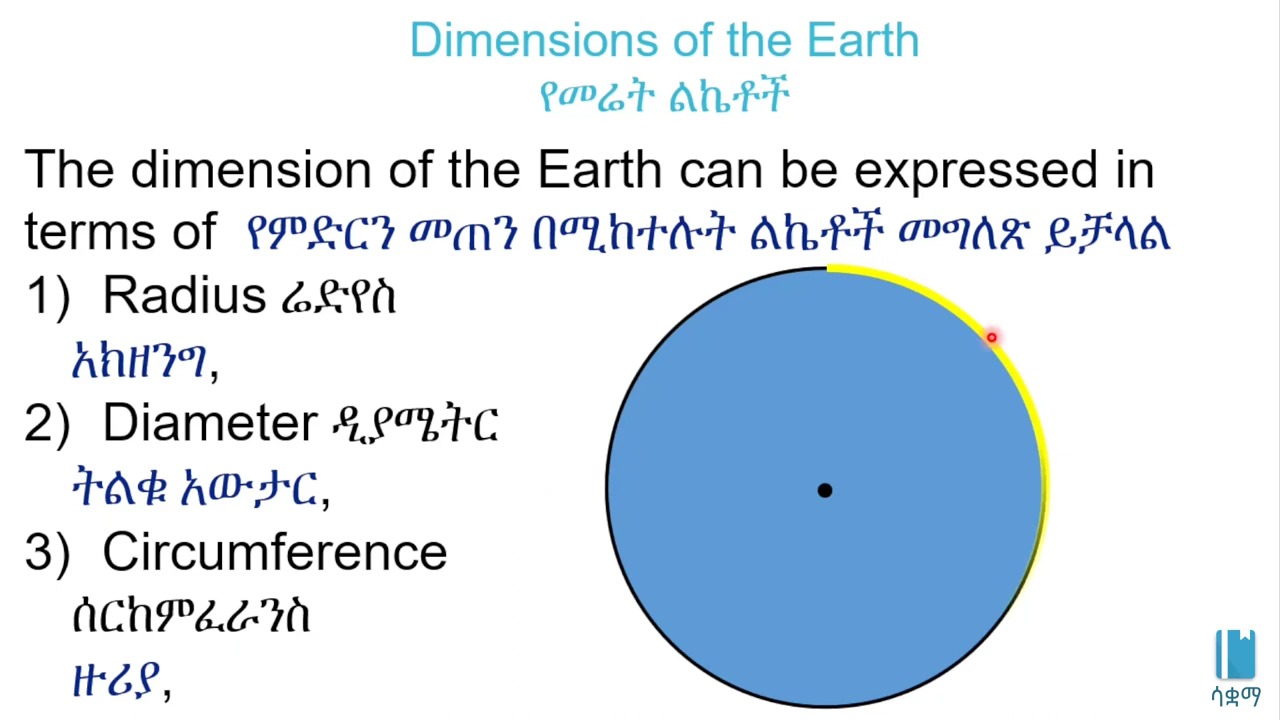 Dimensions of the Earth
የመሬት ልኬቶች
The dimension of the Earth can be expressed in
terms of የምድርን መጠን በሚከተሉት ልኬቶች መግለጽ ይቻላል
1) Radius ሬድየስ
አክዘንግ,
2) Diameter ዲያሜትር
ትልቁ አውታር,
3) Circumference
ሰርከምፈራንስ
ዙሪያ,
ሳቋማ